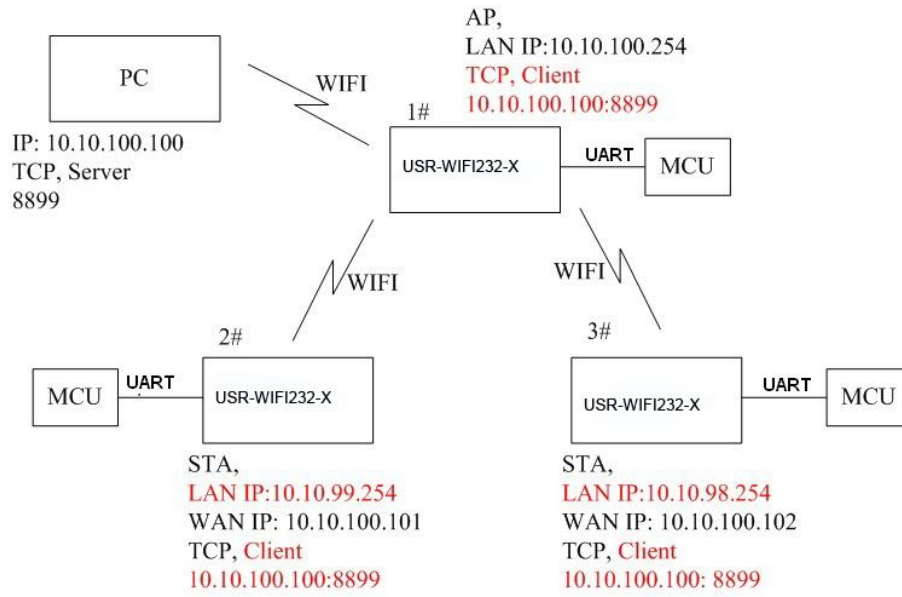 AP,
LAN IP:10.10.100.254
TCP, Client
10.10.100.100:8899
PC
WIFI
1#
IP: 10.10.100.100
TCP, Server
8899
USR-WIFI232-X
UART
MCU
WIFI
WIFI
2#
3#
MCU
UART
USR-WIFI232-X
USR-WIFI232-X
UART
MCU
STA,
LAN IP:10.10.99.254
WAN IP: 10.10.100.101
TCP, Client
10.10.100.100:8899
STA,
LAN IP:10.10.98.254
WAN IP: 10.10.100.102
TCP, Client
10.10.100.100: 8899